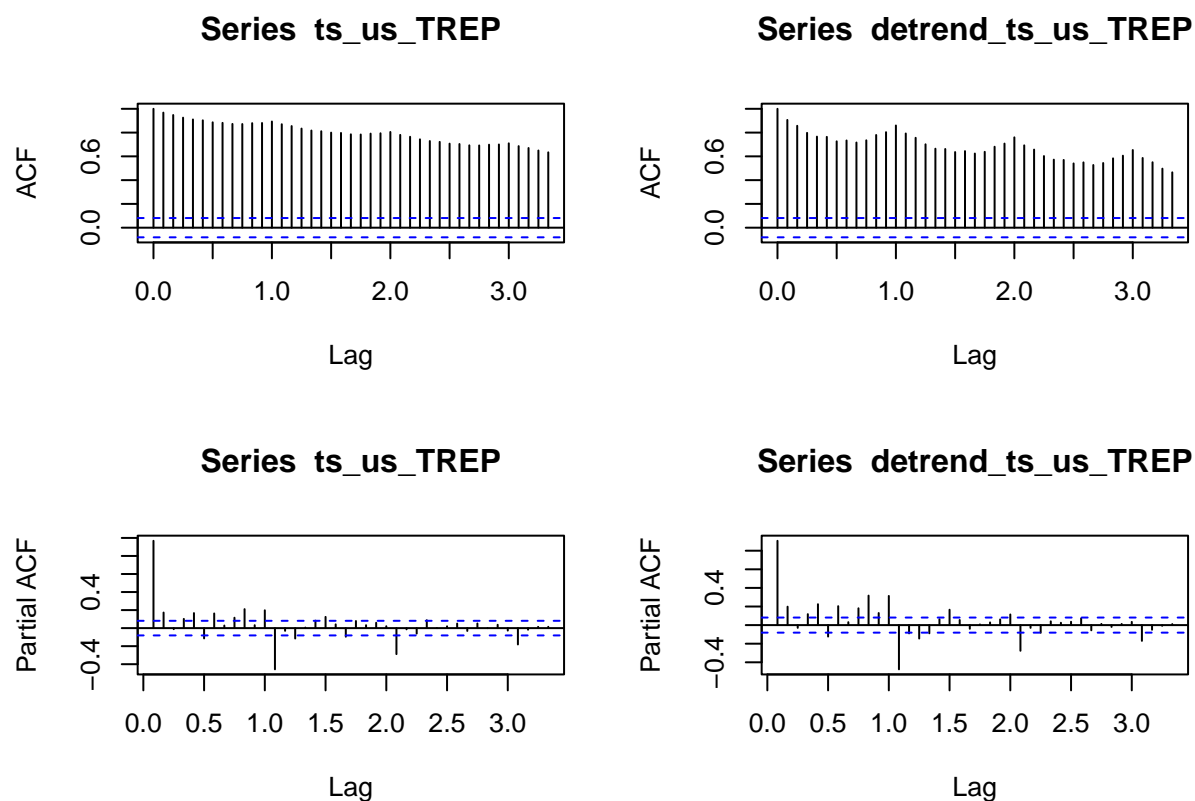 Series ts_us_TREP
ACF
0.0 0.6
0.0 1.0 2.0 3.0
Lag
Series detrend_ts_us_TREP
ACF
0.0 0.6
0.0 1.0 2.0 3.0
Lag
Series ts_us_TREP
Partial ACF
−0.4 0.4
0.0 0.5 1.0 1.5 2.0 2.5 3.0
Lag
Series detrend_ts_us_TREP
Partial ACF
−0.4 0.4
0.0 0.5 1.0 1.5 2.0 2.5 3.0
Lag